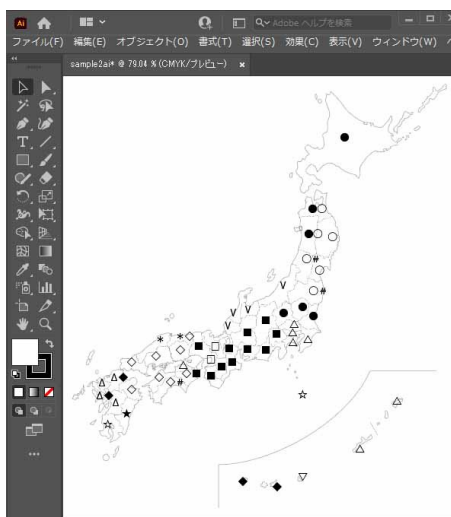 Ai
Adobe ヘルプを検索
ファイル(F) 編集(E) オブジェクト(O) 書式(T) 選択(S) 効果(C) 表示(V) ウィンドウ(W)
sample2ai* @ 79.04 % (CMYK/プレビュー) ×